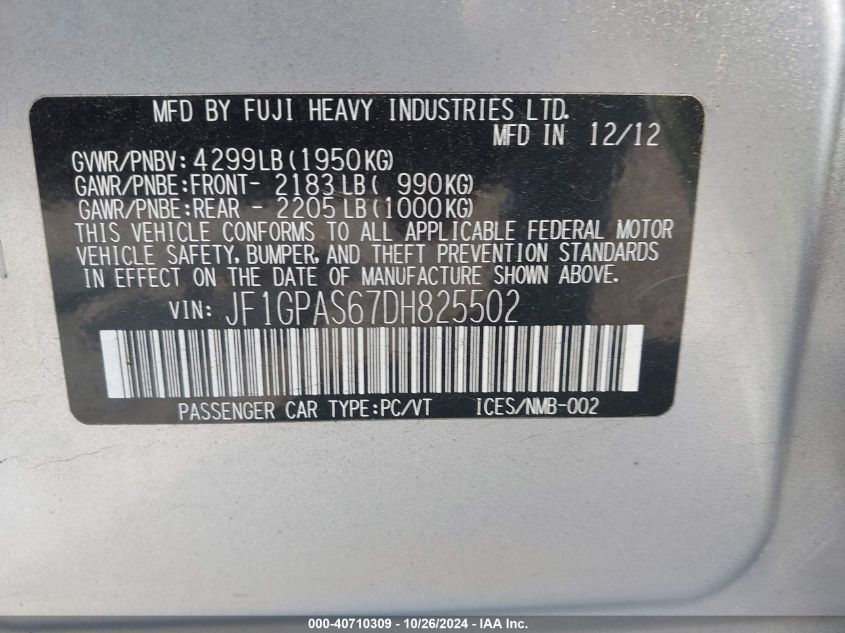 MFD BY FUJI HEAVY INDUSTRIES LTD.
MFD IN 12/12
GVWR/PNBV: 4299LB(1950KG)
GAWR/PNBE:FRONT- 2183LB( 990KG)
GAWR/PNBE:REAR - 2205LB(1000KG)
THIS VEHICLE CONFORMS TO ALL APPLICABLE FEDERAL MOTOR
VEHICLE SAFETY, BUMPER, AND THEFT PREVENTION STANDARDS
IN EFFECT ON THE DATE OF MANUFACTURE SHOWN ABOVE.
VIN: JF1GPAS67DH825502
PASSENGER CAR TYPE:PC/VT ICES/NMB-002
000-40710309 - 10/26/2024 - IAA Inc.